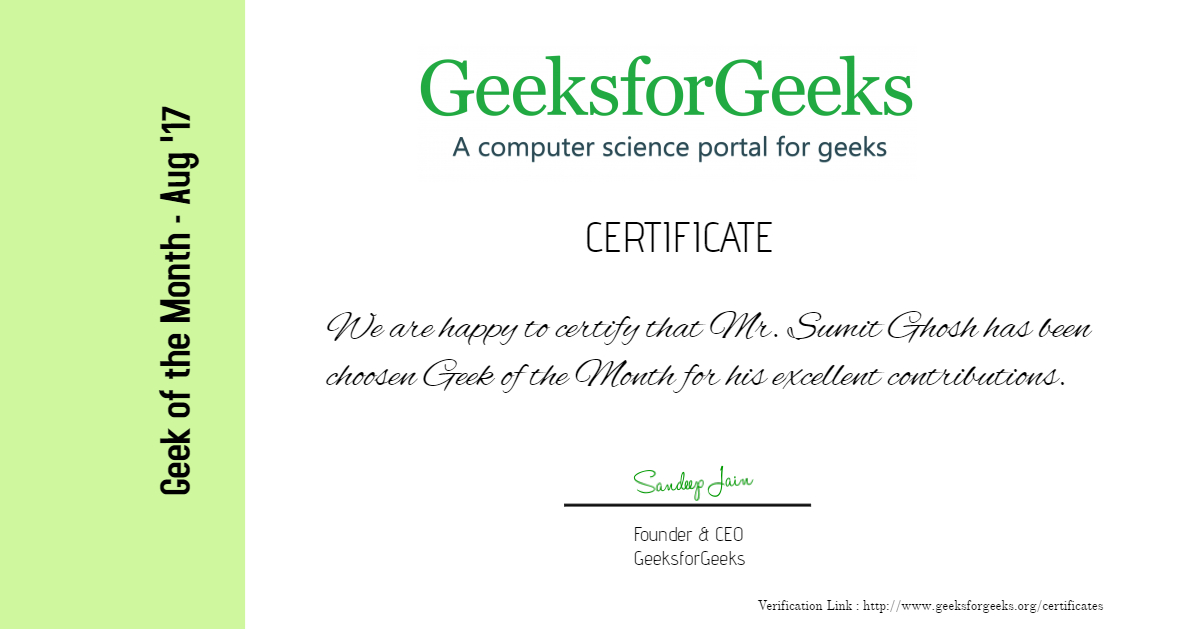 Geek of the Month - Aug '17
GeeksforGeeks
A computer science portal for geeks
CERTIFICATE
We are happy to certify that Mr. Sumit Ghosh has been
choosen Geek of the Month for his excellent contributions.
Sandeep Jain
Founder & CEO
GeeksforGeeks
Verification Link : http://www.geeksforgeeks.org/certificates